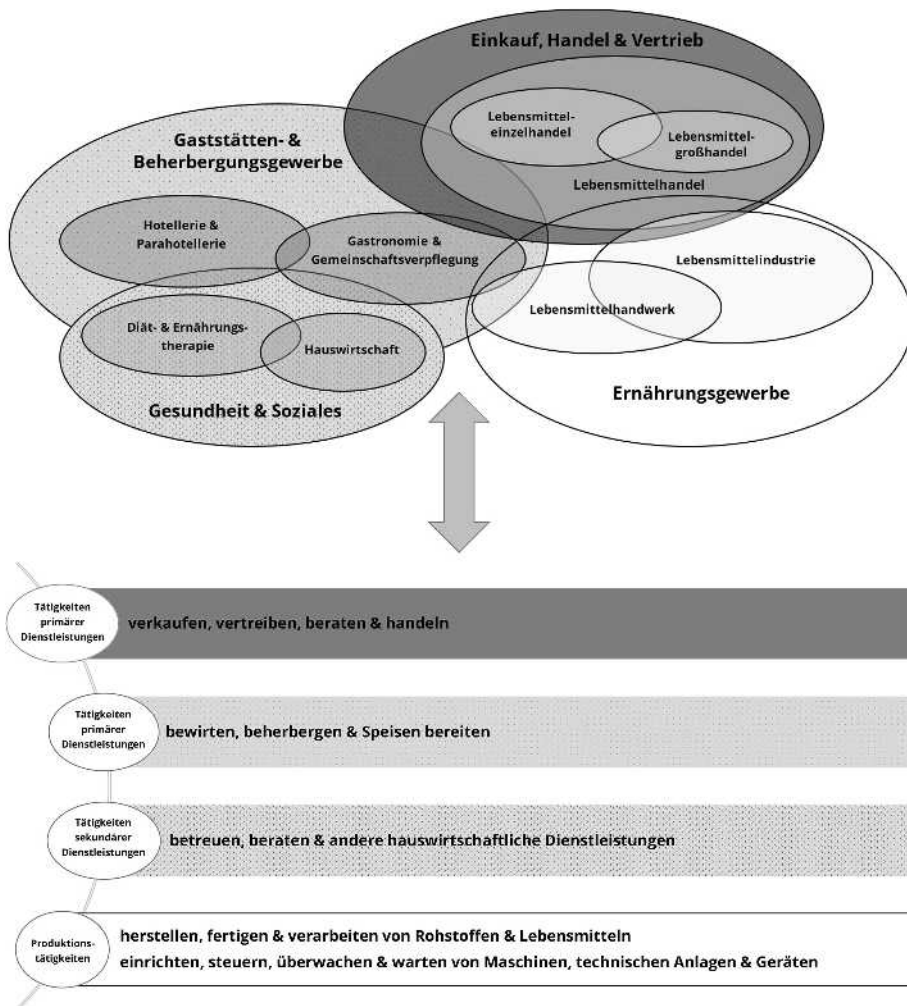 Einkauf, Handel & Vertrieb
Lebensmittel-
einzelhandel
Lebensmittel-
großhandel
Lebensmittelhandel
Gaststätten- &
Beherbergungsgewerbe
Hotellerie &
Parahotellerie
Gastronomie &
Gemeinschaftsverpflegung
Lebensmittelindustrie
Lebensmittelhandwerk
Diät- & Ernährungs-
therapie
Hauswirtschaft
Gesundheit & Soziales
Ernährungsgewerbe
Tätigkeiten
primärer
Dienstleistungen
verkaufen, vertreiben, beraten & handeln
Tätigkeiten
primärer
Dienstleistungen
bewirten, beherbergen & Speisen bereiten
Tätigkeiten
sekundärer
Dienstleistungen
betreuen, beraten & andere hauswirtschaftliche Dienstleistungen
Produktions-
tätigkeiten
herstellen, fertigen & verarbeiten von Rohstoffen & Lebensmitteln
einrichten, steuern, überwachen & warten von Maschinen, technischen Anlagen & Geräten